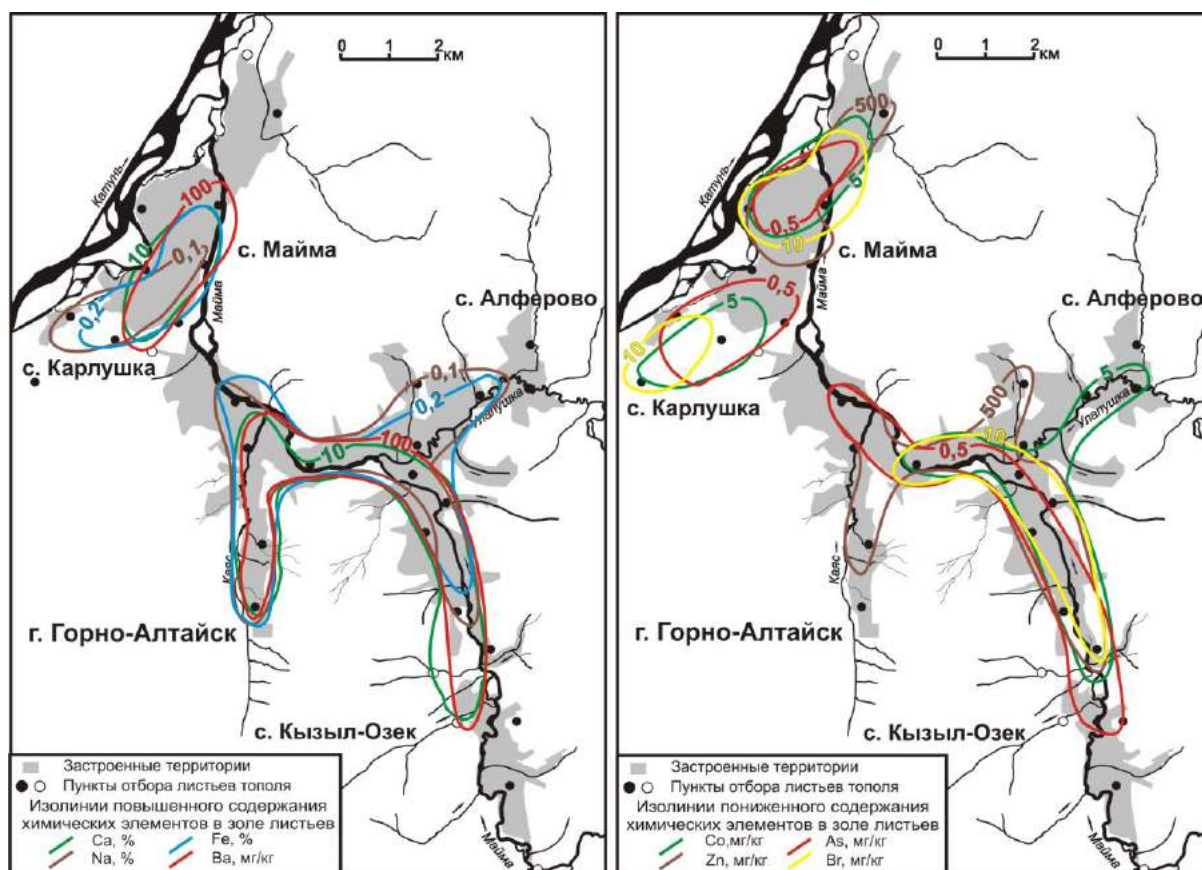 0 1 2
км
Катунь
100
10
0,1
с. Майма
0,2
Майма
с. Алферово
с. Карлушка
0,1
0,2
Улалушка
100
10
Каяс
г. Горно-Алтайск
с. Кызыл-Озек
Застроенные территории
Пункты отбора листьев тополя
Изолинии повышенного содержания
химических элементов в золе листьев
Ca, % Fe, %
Na, % Ba, мг/кг
Майма
0 1 2
км
500
Катунь
5
0,5
10
с. Майма
0,5
Майма
5
с. Алферово
10
с. Карлушка
5
500
Улалушка
10
0,5
Каяс
г. Горно-Алтайск
с. Кызыл-Озек
Застроенные территории
Пункты отбора листьев тополя
Изолинии пониженного содержания
химических элементов в золе листьев
Co,мг/кг As, мг/кг
Zn, мг/кг Br, мг/кг
Майма